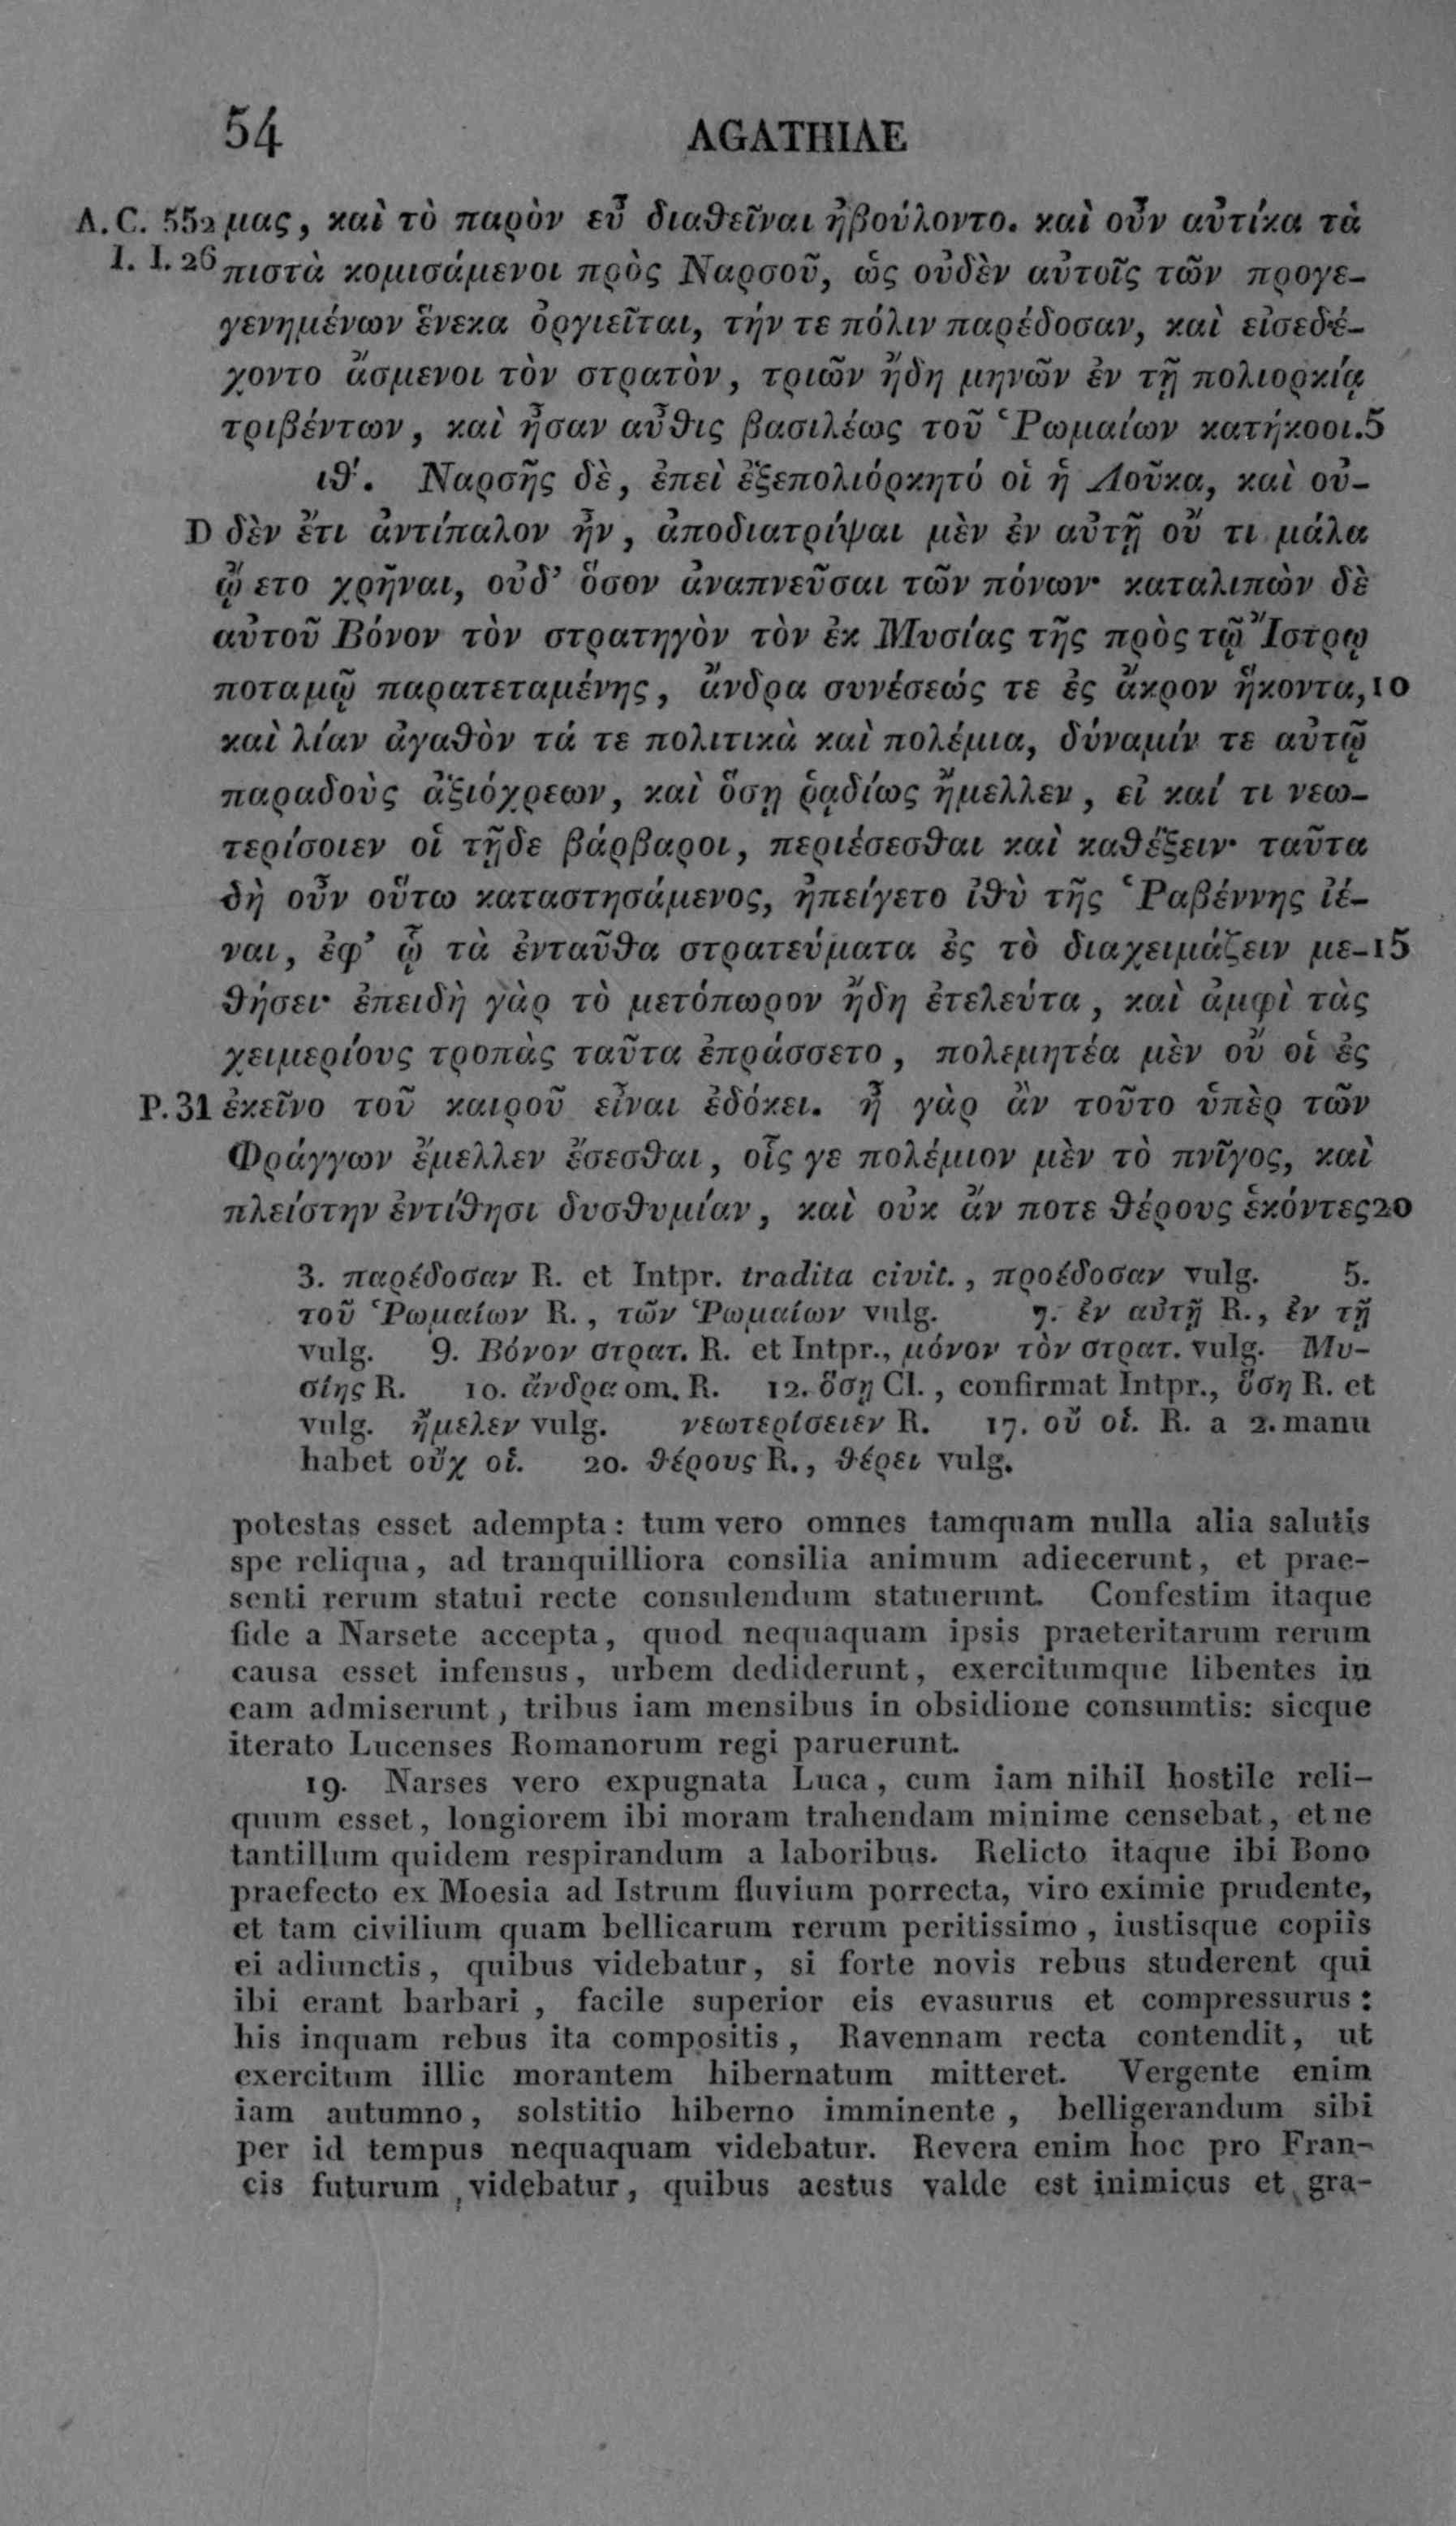 54 AGATHIAE
A. C. 552 μας, καὶ τὸ παρὸν εὖ διαθεῖναι ἠβούλοντο. καὶ οὖν αὐτίκα τὰ
I. I. 26 πιστὰ κομισάμενοι πρὸς Ναρσοῦ, ὡς οὐδὲν αὐτοῖς τῶν προγε-
γενημένων ἕνεκα ὀργιεῖται, τήν τε πόλιν παρέδοσαν, καὶ εἰσεδέ-
χοντο ἄσμενοι τὸν στρατὸν, τριῶν ἤδη μηνῶν ἐν τῇ πολιορκίᾳ
τριβέντων, καὶ ἦσαν αὖθις βασιλέως τοῦ Ῥωμαίων κατήκοοι. 5
ιθ΄. Ναρσῆς δὲ, ἐπεὶ ἐξεπολιόρκητό οἱ ἡ Λοῦκα, καὶ οὐ-
D δὲν ἔτι ἀντίπαλον ἦν, ἀποδιατρίψαι μὲν ἐν αὐτῇ οὔ τι μάλα
ᾤετο χρῆναι, οὐδ’ ὅσον ἀναπνεῦσαι τῶν πόνων· καταλιπὼν δὲ
αὐτοῦ Βόνον τὸν στρατηγὸν τὸν ἐκ Μυσίας τῆς πρὸς τῷ Ἴστρῳ
ποταμῷ παρατεταμένης, ἄνδρα συνέσεώς τε ἐς ἄκρον ἥκοντα, 10
καὶ λίαν ἀγαθὸν τά τε πολιτικὰ καὶ πολέμια, δύναμίν τε αὐτῷ
παραδοὺς ἀξιόχρεων, καὶ ὅσῃ ῥᾳδίως ἤμελλεν, εἰ καί τι νεω-
τερίσοιεν οἱ τῇδε βάρβαροι, περιέσεσθαι καὶ καθέξειν· ταῦτα
δὴ οὖν οὕτω καταστησάμενος, ἠπείγετο ἰθὺ τῆς Ῥαβέννης ἰέ-
ναι, ἐφ’ ᾧ τὰ ἐνταῦθα στρατεύματα ἐς τὸ διαχειμάζειν με- 15
θήσει· ἐπειδὴ γὰρ τὸ μετόπωρον ἤδη ἐτελεύτα, καὶ ἀμφὶ τὰς
χειμερίους τροπὰς ταῦτα ἐπράσσετο, πολεμητέα μὲν οὔ οἱ ἐς
P. 31 ἐκεῖνο τοῦ καιροῦ εἶναι ἐδόκει. ἦ γὰρ ἂν τοῦτο ὑπὲρ τῶν
Φράγγων ἔμελλεν ἔσεσθαι, οἷς γε πολέμιον μὲν τὸ πνῖγος, καὶ
πλείστην ἐντίθησι δυσθυμίαν, καὶ οὐκ ἄν ποτε θέρους ἑκόντες 20
3. παρέδοσαν R. et Intpr. tradita civit., προέδοσαν vulg. 5.
τοῦ Ῥωμαίων R., τῶν Ῥωμαίων vulg. 7. ἐν αὐτῇ R., ἐν τῇ
vulg. 9. Βόνον στρατ. R. et Intpr., μόνον τὸν στρατ. vulg. Μυ-
σίης R. 10. ἄνδρα om. R. 12. ὅσῃ Cl., confirmat Intpr., ὅση R. et
vulg. ἤμελεν vulg. νεωτερίσειεν R. 17. οὔ οἱ. R. a 2. manu
habet οὔχ οἱ. 20. θέρους R., θέρει vulg.
potestas esset adempta: tum vero omnes tamquam nulla alia salutis
spe reliqua, ad tranquilliora consilia animum adiecerunt, et prae-
senti rerum statui recte consulendum statuerunt. Confestim itaque
fide a Narsete accepta, quod nequaquam ipsis praeteritarum rerum
causa esset infensus, urbem dediderunt, exercitumque libentes in
eam admiserunt, tribus iam mensibus in obsidione consumtis: sicque
iterato Lucenses Romanorum regi paruerunt.
19. Narses vero expugnata Luca, cum iam nihil hostile reli-
quum esset, longiorem ibi moram trahendam minime censebat, et ne
tantillum quidem respirandum a laboribus. Relicto itaque ibi Bono
praefecto ex Moesia ad Istrum fluvium porrecta, viro eximie prudente,
et tam civilium quam bellicarum rerum peritissimo, iustisque copiis
ei adiunctis, quibus videbatur, si forte novis rebus studerent qui
ibi erant barbari, facile superior eis evasurus et compressurus:
his inquam rebus ita compositis, Ravennam recta contendit, ut
exercitum illic morantem hibernatum mitteret. Vergente enim
iam autumno, solstitio hiberno imminente, belligerandum sibi
per id tempus nequaquam videbatur. Revera enim hoc pro Fran-
cis futurum videbatur, quibus aestus valde est inimicus et gra-